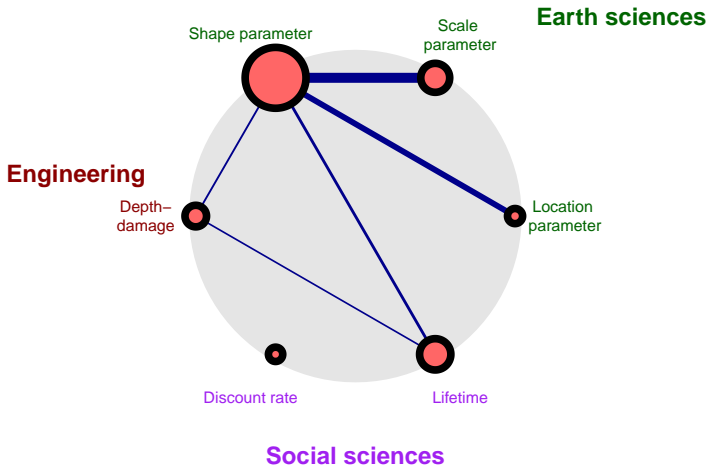 Earth sciences
Shape parameter
Scale
parameter
Engineering
Depth−
damage
Location
parameter
Discount rate
Lifetime
Social sciences